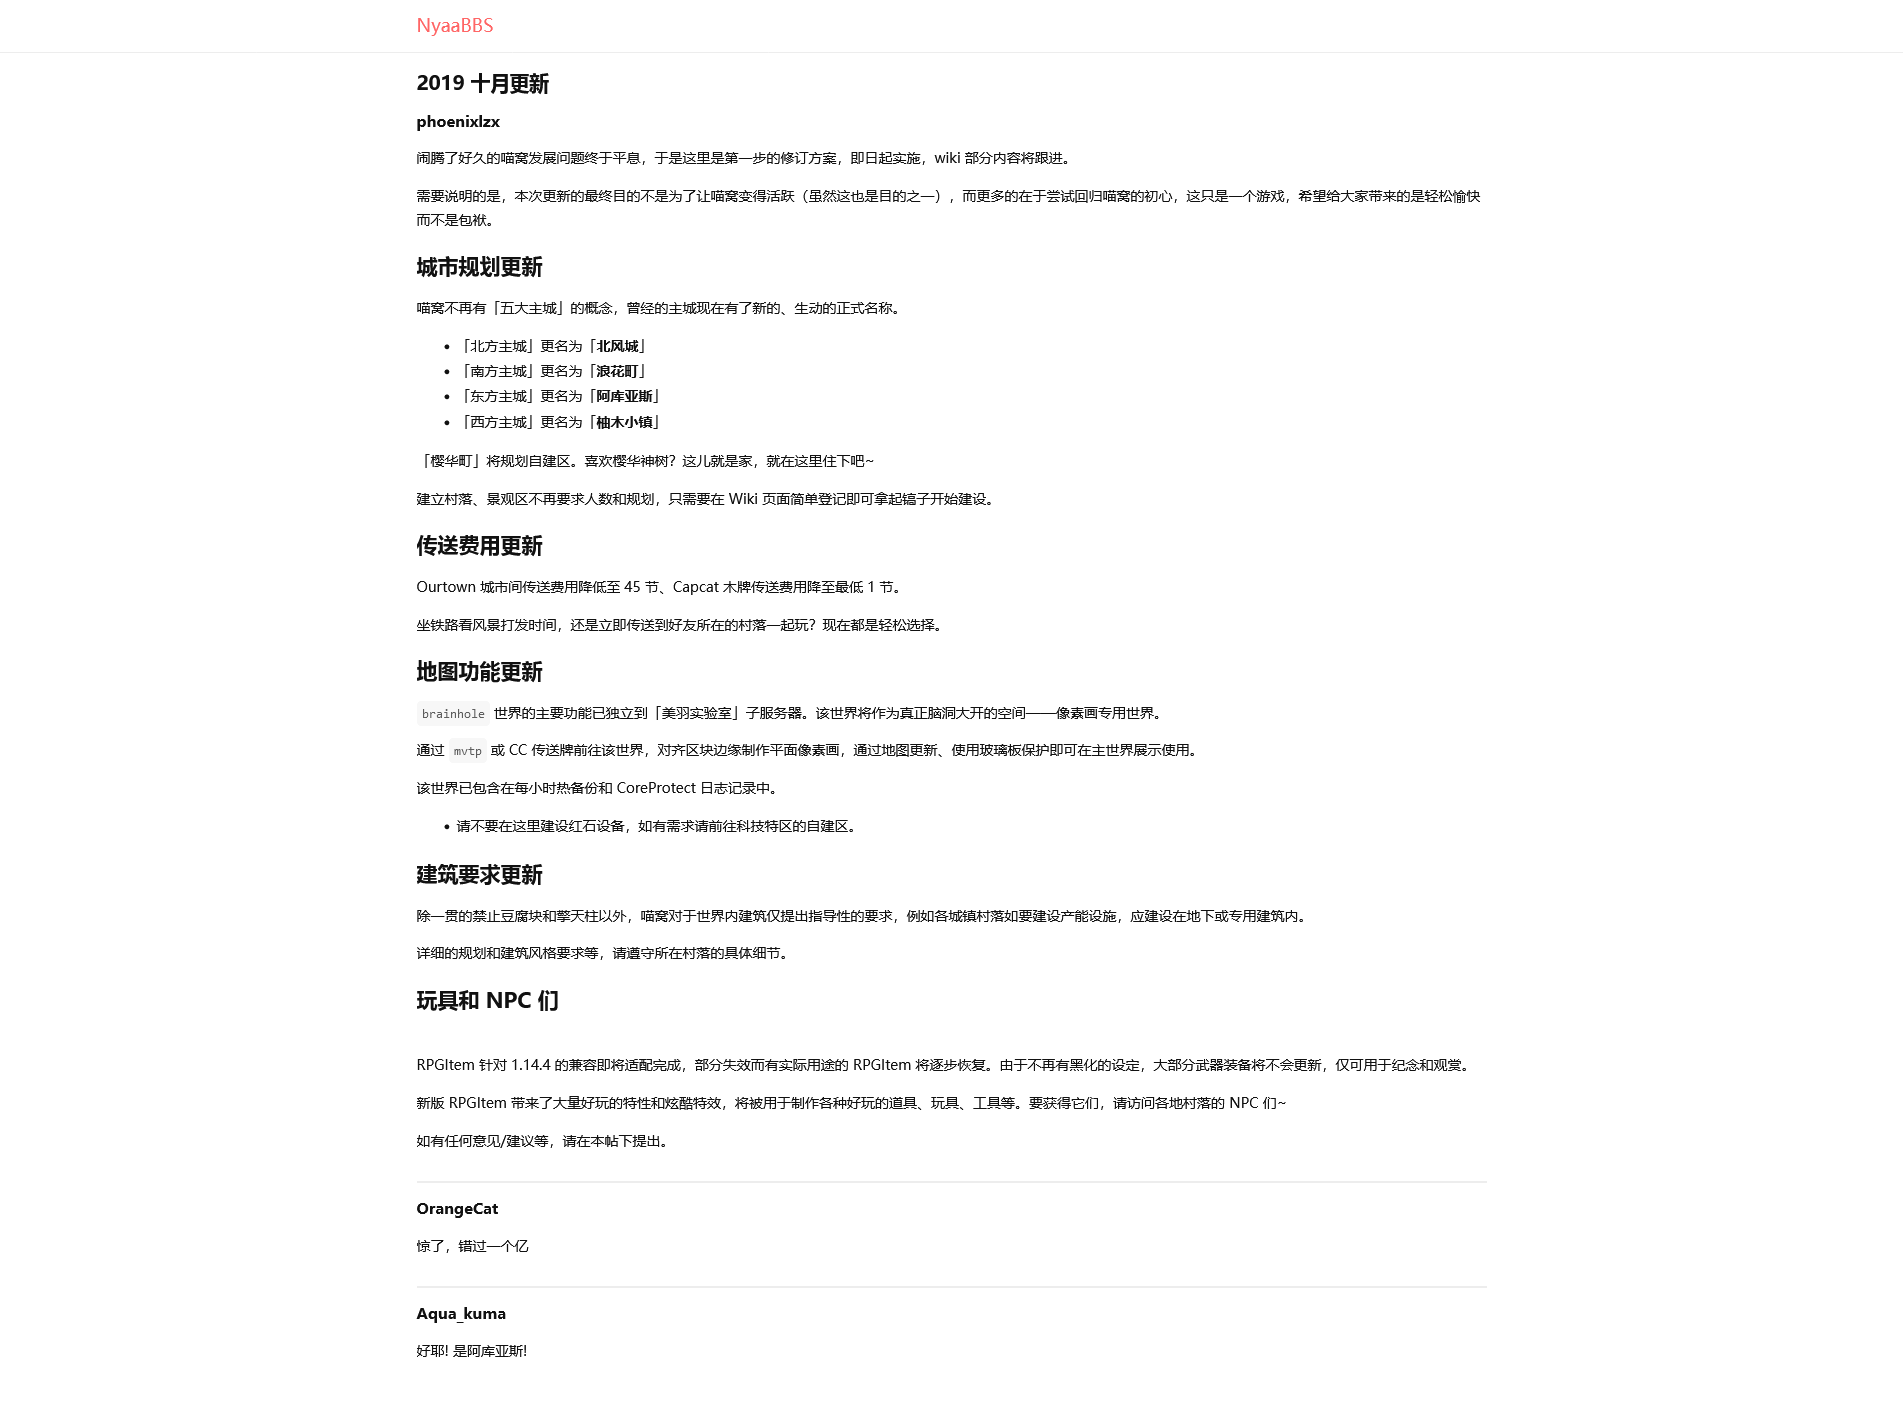 NyaaBBS
2019 十月更新
phoenixlzx
闹腾了好久的喵窝发展问题终于平息，于是这里是第一步的修订方案，即日起实施，wiki 部分内容将跟进。
需要说明的是，本次更新的最终目的不是为了让喵窝变得活跃（虽然这也是目的之一），而更多的在于尝试回归喵窝的初心，这只是一个游戏，希望给大家带来的是轻松愉快
而不是包袱。
城市规划更新
喵窝不再有「五大主城」的概念，曾经的主城现在有了新的、生动的正式名称。
• 「北方主城」更名为「北风城」
• 「南方主城」更名为「浪花町」
• 「东方主城」更名为「阿库亚斯」
• 「西方主城」更名为「柚木小镇」
「樱华町」将规划自建区。喜欢樱华神树？这儿就是家，就在这里住下吧~
建立村落、景观区不再要求人数和规划，只需要在 Wiki 页面简单登记即可拿起镐子开始建设。
传送费用更新
Ourtown 城市间传送费用降低至 45 节、Capcat 木牌传送费用降至最低 1 节。
坐铁路看风景打发时间，还是立即传送到好友所在的村落一起玩？现在都是轻松选择。
地图功能更新
brainhole 世界的主要功能已独立到「美羽实验室」子服务器。该世界将作为真正脑洞大开的空间——像素画专用世界。
通过 mvtp 或 CC 传送牌前往该世界，对齐区块边缘制作平面像素画，通过地图更新、使用玻璃板保护即可在主世界展示使用。
该世界已包含在每小时热备份和 CoreProtect 日志记录中。
• 请不要在这里建设红石设备，如有需求请前往科技特区的自建区。
建筑要求更新
除一贯的禁止豆腐块和擎天柱以外，喵窝对于世界内建筑仅提出指导性的要求，例如各城镇村落如要建设产能设施，应建设在地下或专用建筑内。
详细的规划和建筑风格要求等，请遵守所在村落的具体细节。
玩具和 NPC 们
RPGItem 针对 1.14.4 的兼容即将适配完成，部分失效而有实际用途的 RPGItem 将逐步恢复。由于不再有黑化的设定，大部分武器装备将不会更新，仅可用于纪念和观赏。
新版 RPGItem 带来了大量好玩的特性和炫酷特效，将被用于制作各种好玩的道具、玩具、工具等。要获得它们，请访问各地村落的 NPC 们~
如有任何意见/建议等，请在本帖下提出。
OrangeCat
惊了，错过一个亿
Aqua_kuma
好耶! 是阿库亚斯!